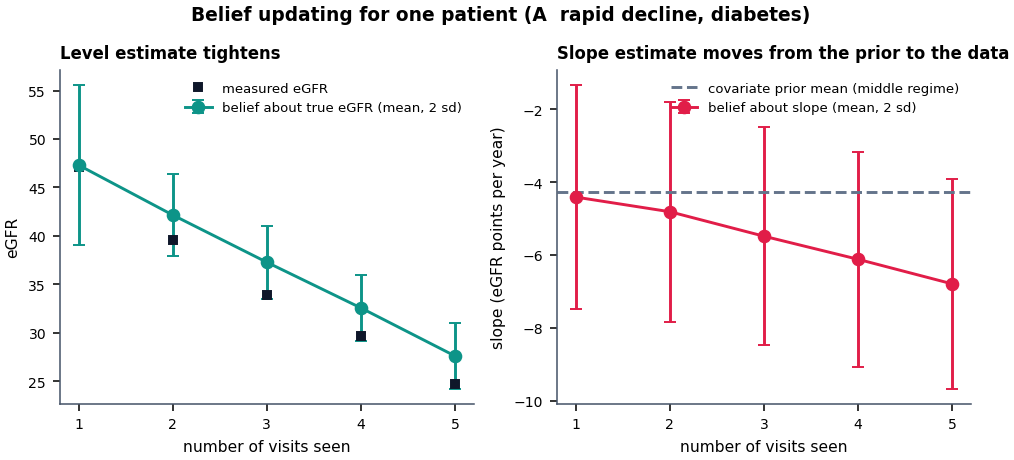 Belief updating for one patient (A  rapid decline, diabetes)
Level estimate tightens
measured eGFR
belief about true eGFR (mean, 2 sd)
55
50
45
40
35
30
25
eGFR
1 2 3 4 5
number of visits seen
Slope estimate moves from the prior to the data
covariate prior mean (middle regime)
belief about slope (mean, 2 sd)
−2
−4
−6
−8
−10
slope (eGFR points per year)
1 2 3 4 5
number of visits seen